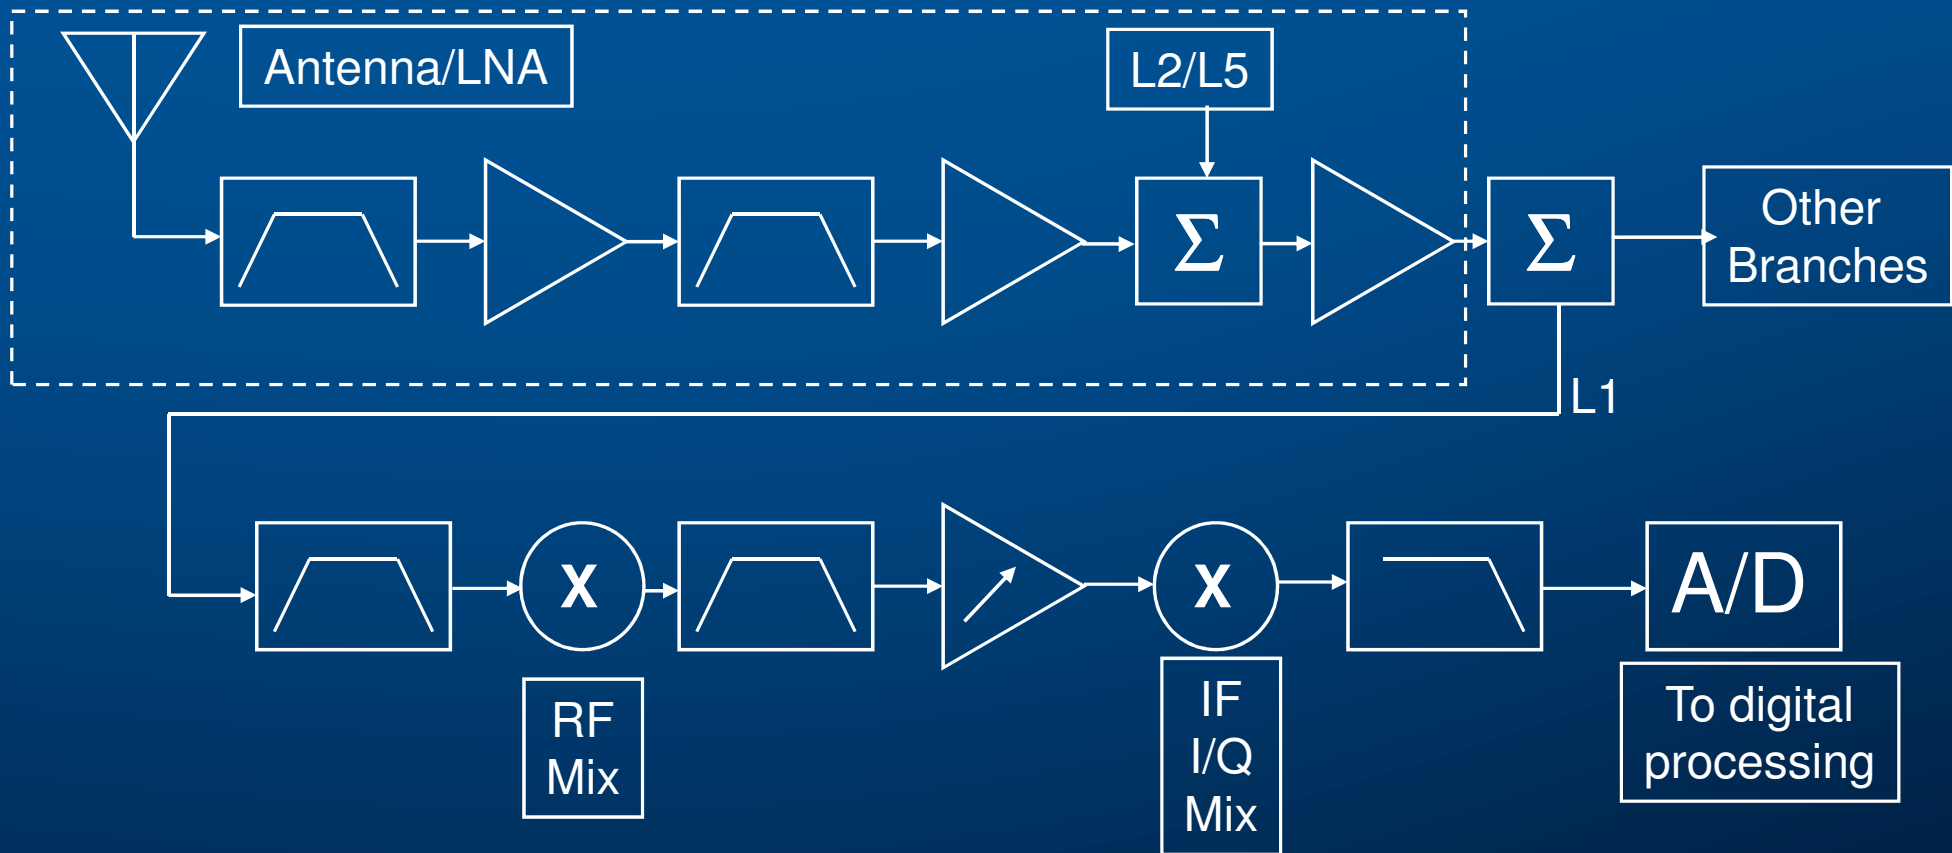 Antenna/LNA
L2/L5
Σ
Σ
Other
Branches
L1
X
X
A/D
RF
Mix
IF
I/Q
Mix
To digital
processing